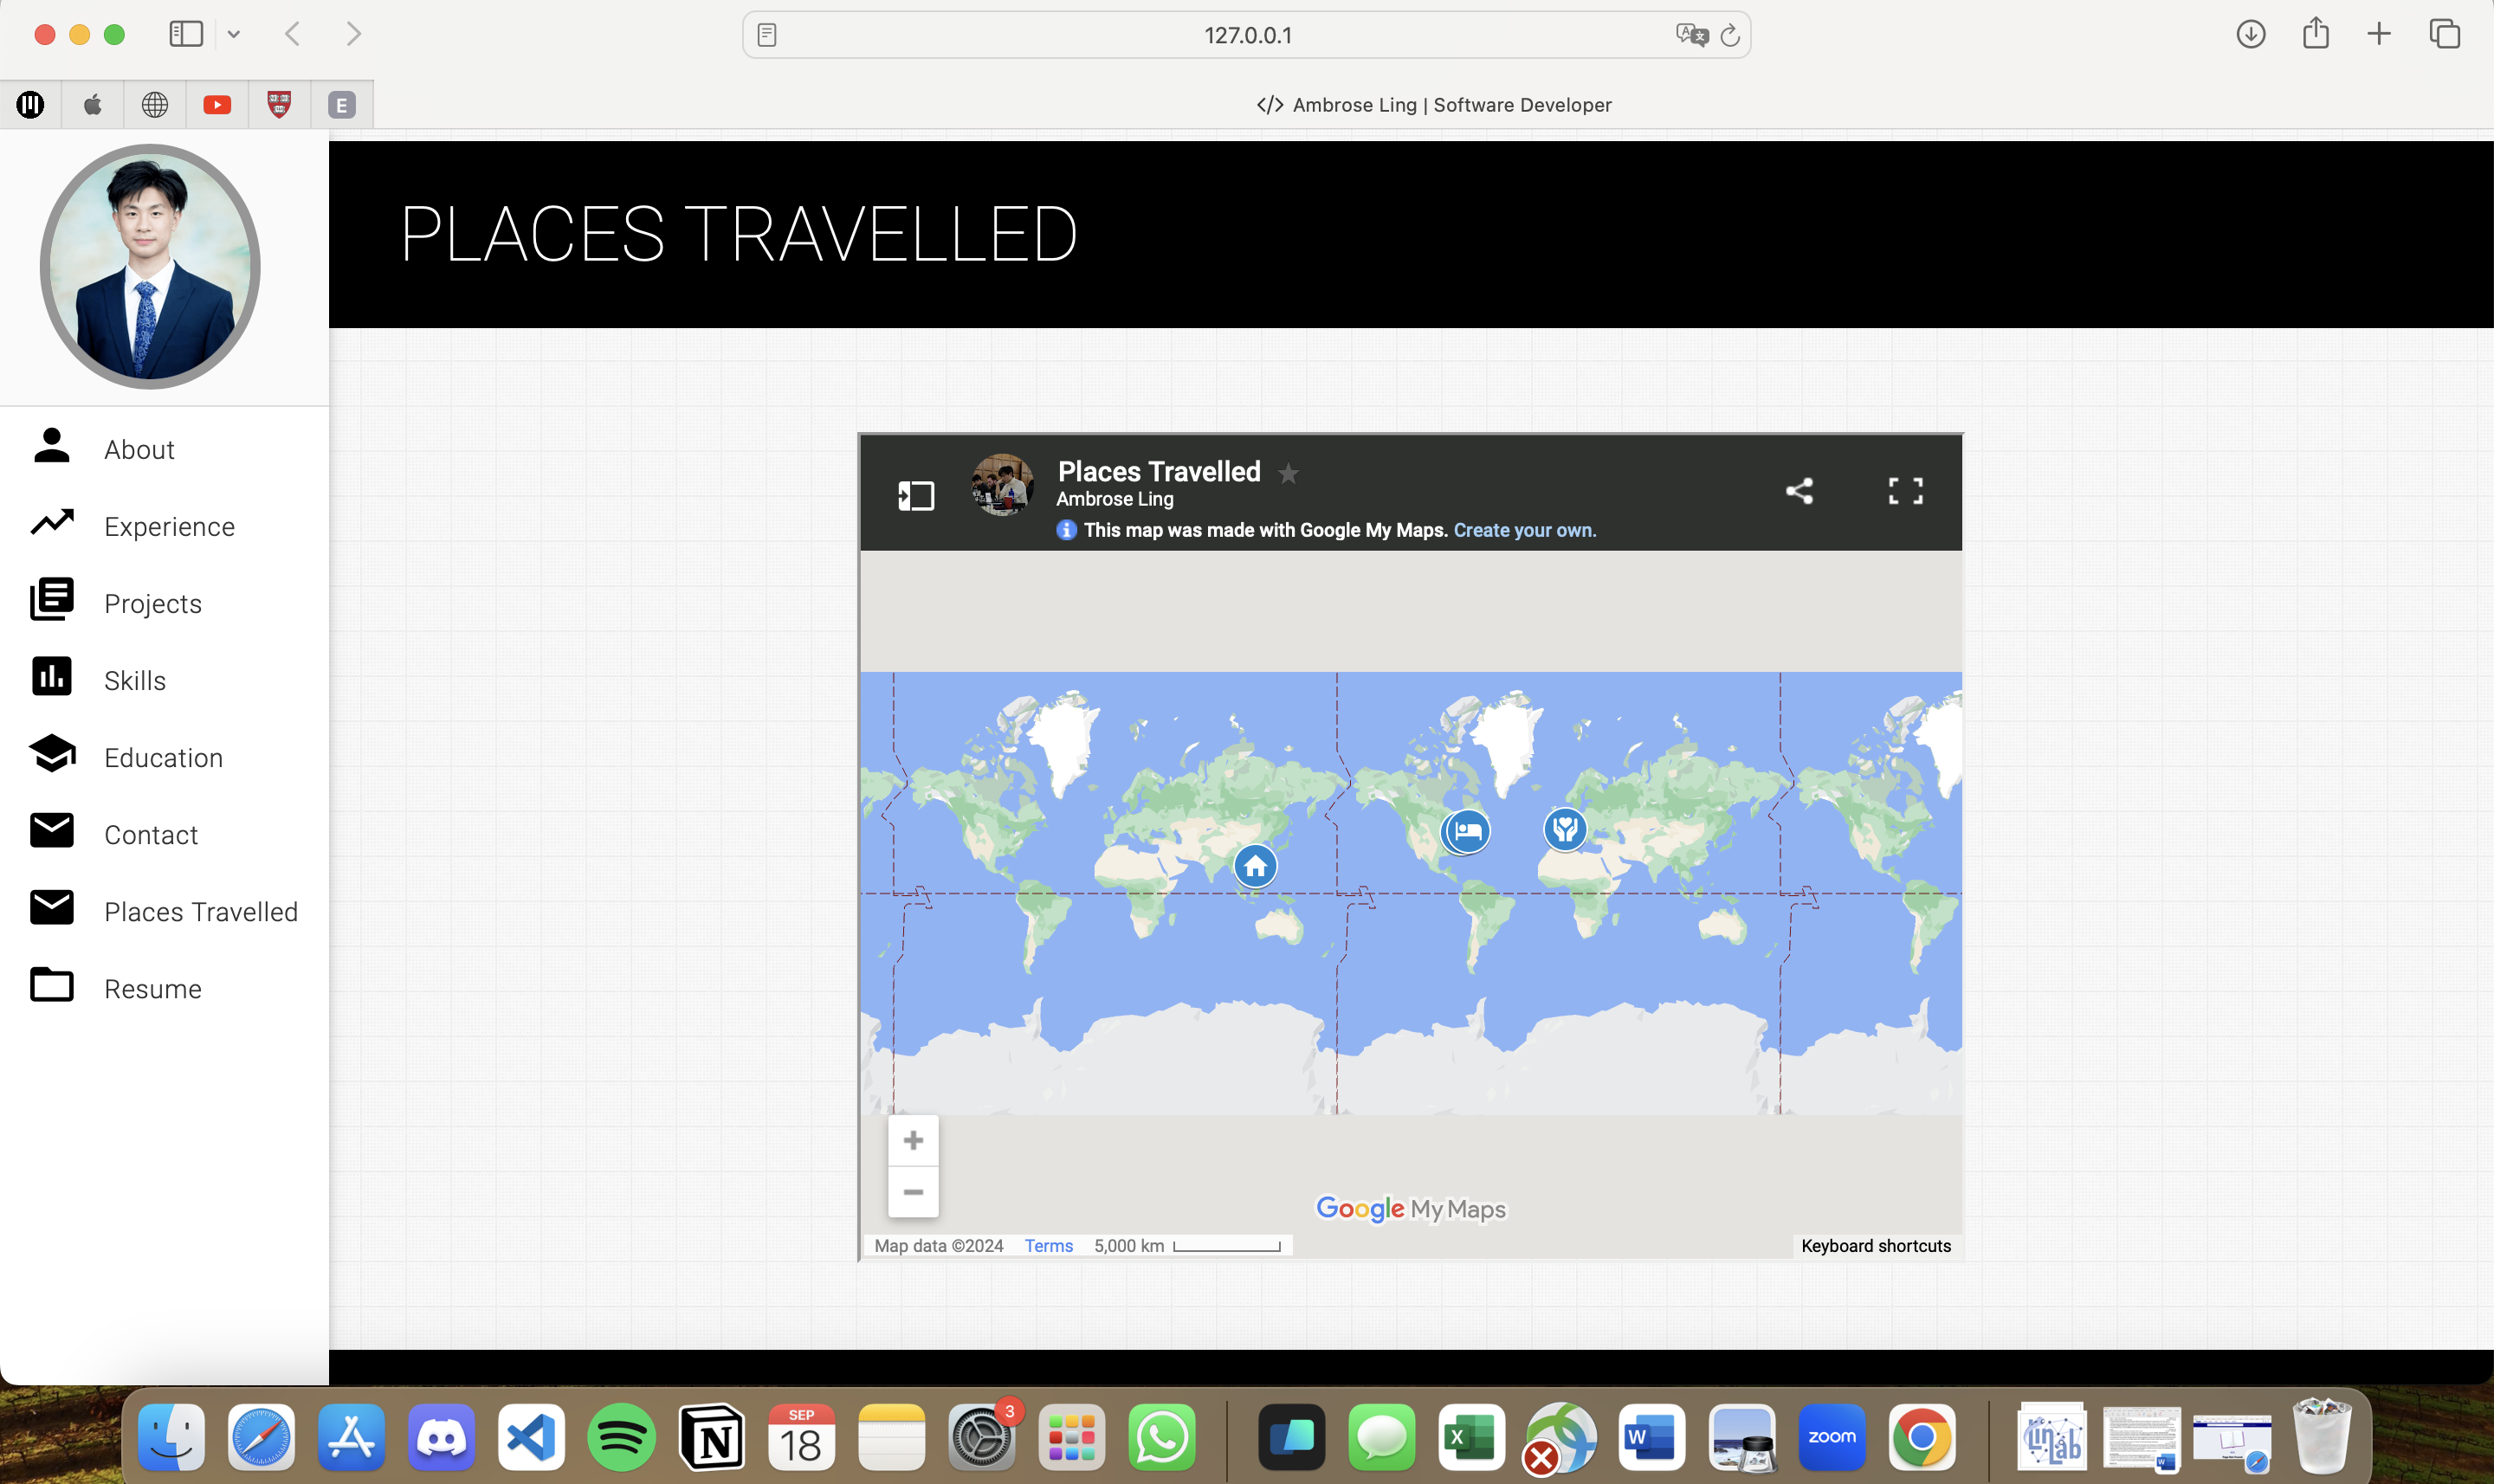 127.0.0.1
E
</> Ambrose Ling | Software Developer
PLACES TRAVELLED
About
Experience
Projects
Skills
Education
Contact
Places Travelled
Resume
Places Travelled
Ambrose Ling
This map was made with Google My Maps. Create your own.
+
−
Google My Maps
Map data ©2024 Terms 5,000 km
Keyboard shortcuts
SEP
18
3
N
X
W
zoom
Lin
Lab